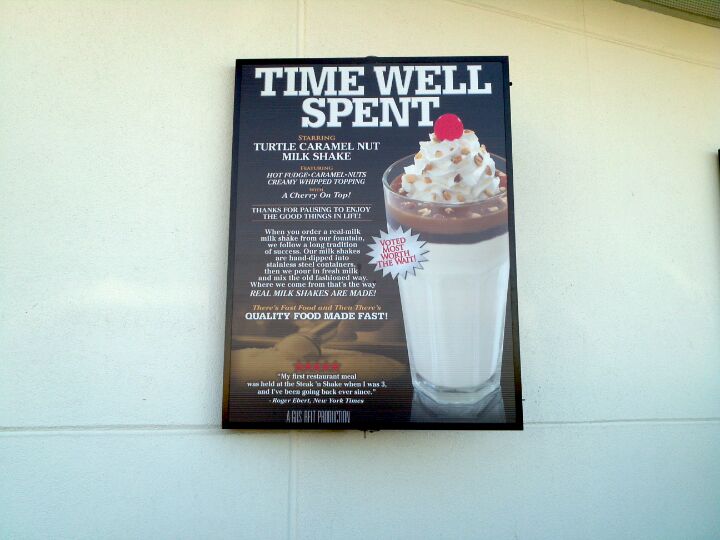 TIME WELL
SPENT
STARRING
TURTLE CARAMEL NUT
MILK SHAKE
FEATURING
HOT FUDGE•CARAMEL•NUTS
CREAMY WHIPPED TOPPING
WITH
A Cherry On Top!
THANKS FOR PAUSING TO ENJOY
THE GOOD THINGS IN LIFE!
When you order a real-milk
milk shake from our fountain,
we follow a long tradition
of success. Our milk shakes
are hand-dipped into
stainless steel containers,
then we pour in fresh milk
and mix the old fashioned way.
Where we come from that's the way
REAL MILK SHAKES ARE MADE!
VOTED
MOST
WORTH
THE WAIT!
There's Fast Food and Then There's
QUALITY FOOD MADE FAST!
"My first restaurant meal
was held at the Steak 'n Shake when I was 3,
and I've been going back ever since."
- Roger Ebert, New York Times
A GUS BELT PRODUCTION